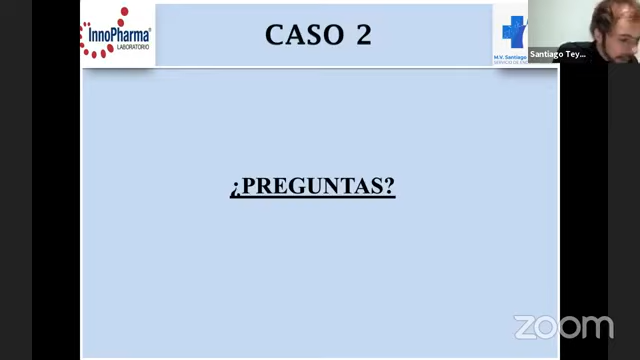 InnoPharma®
LABORATORIO
CASO 2
M.V. Santiago
Santiago Tey...
¿PREGUNTAS?
zoom